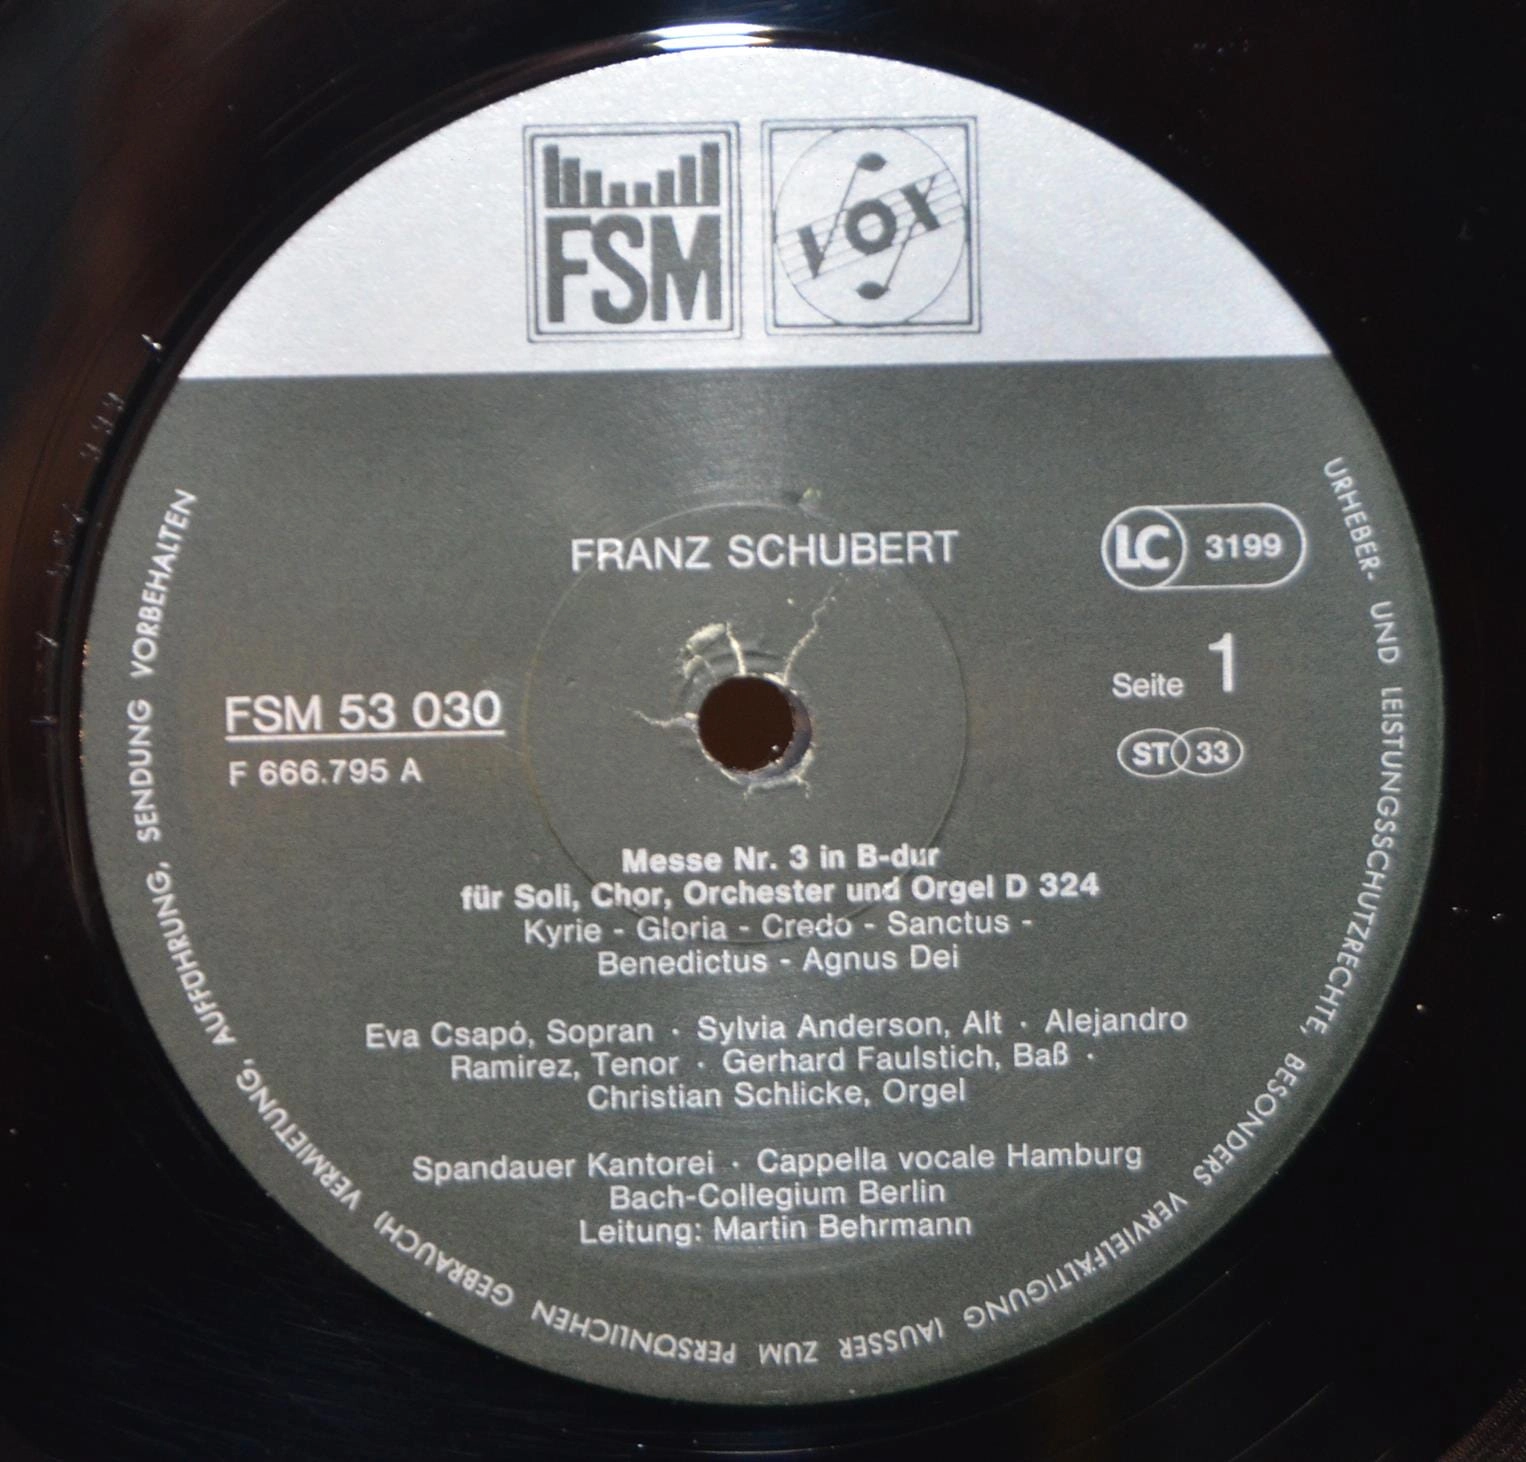 FSM
VOX
FRANZ SCHUBERT
LC 3199
Seite 1
FSM 53 030
F 666.795 A
ST 33
Messe Nr. 3 in B-dur
für Soli, Chor, Orchester und Orgel D 324
Kyrie - Gloria - Credo - Sanctus -
Benedictus - Agnus Dei
Eva Csapó, Sopran · Sylvia Anderson, Alt · Alejandro
Ramirez, Tenor · Gerhard Faulstich, Baß ·
Christian Schlicke, Orgel
Spandauer Kantorei · Cappella vocale Hamburg
Bach-Collegium Berlin
Leitung: Martin Behrmann
URHEBER- UND LEISTUNGSSCHUTZRECHTE, BESONDERS VERVIELFÄLTIGUNG (AUSSER ZUM PERSÖNLICHEN GEBRAUCH) VERMIETUNG, AUFFÜHRUNG, SENDUNG VORBEHALTEN